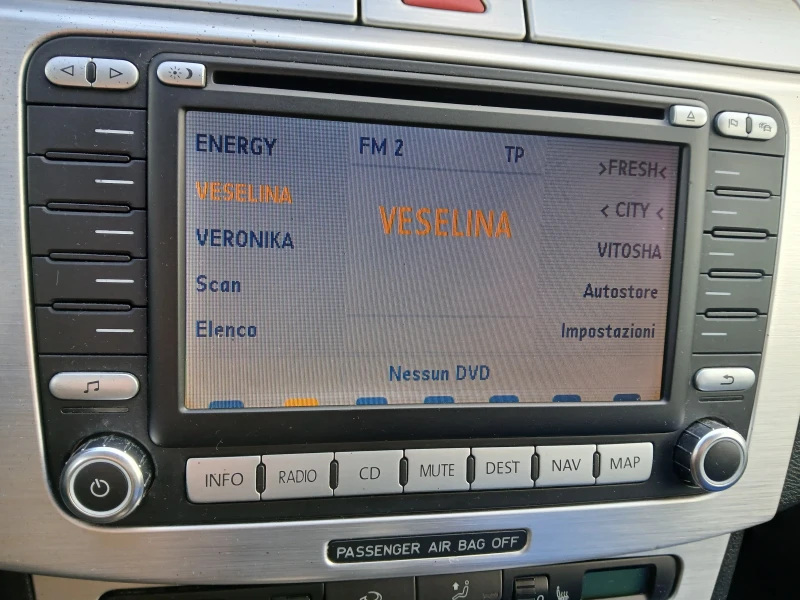 ENERGY FM 2 TP >FRESH<
VESELINA VESELINA < CITY <
VERONIKA VITOSHA
Scan Autostore
Elenco Impostazioni
Nessun DVD
INFO RADIO CD MUTE DEST NAV MAP
PASSENGER AIR BAG OFF